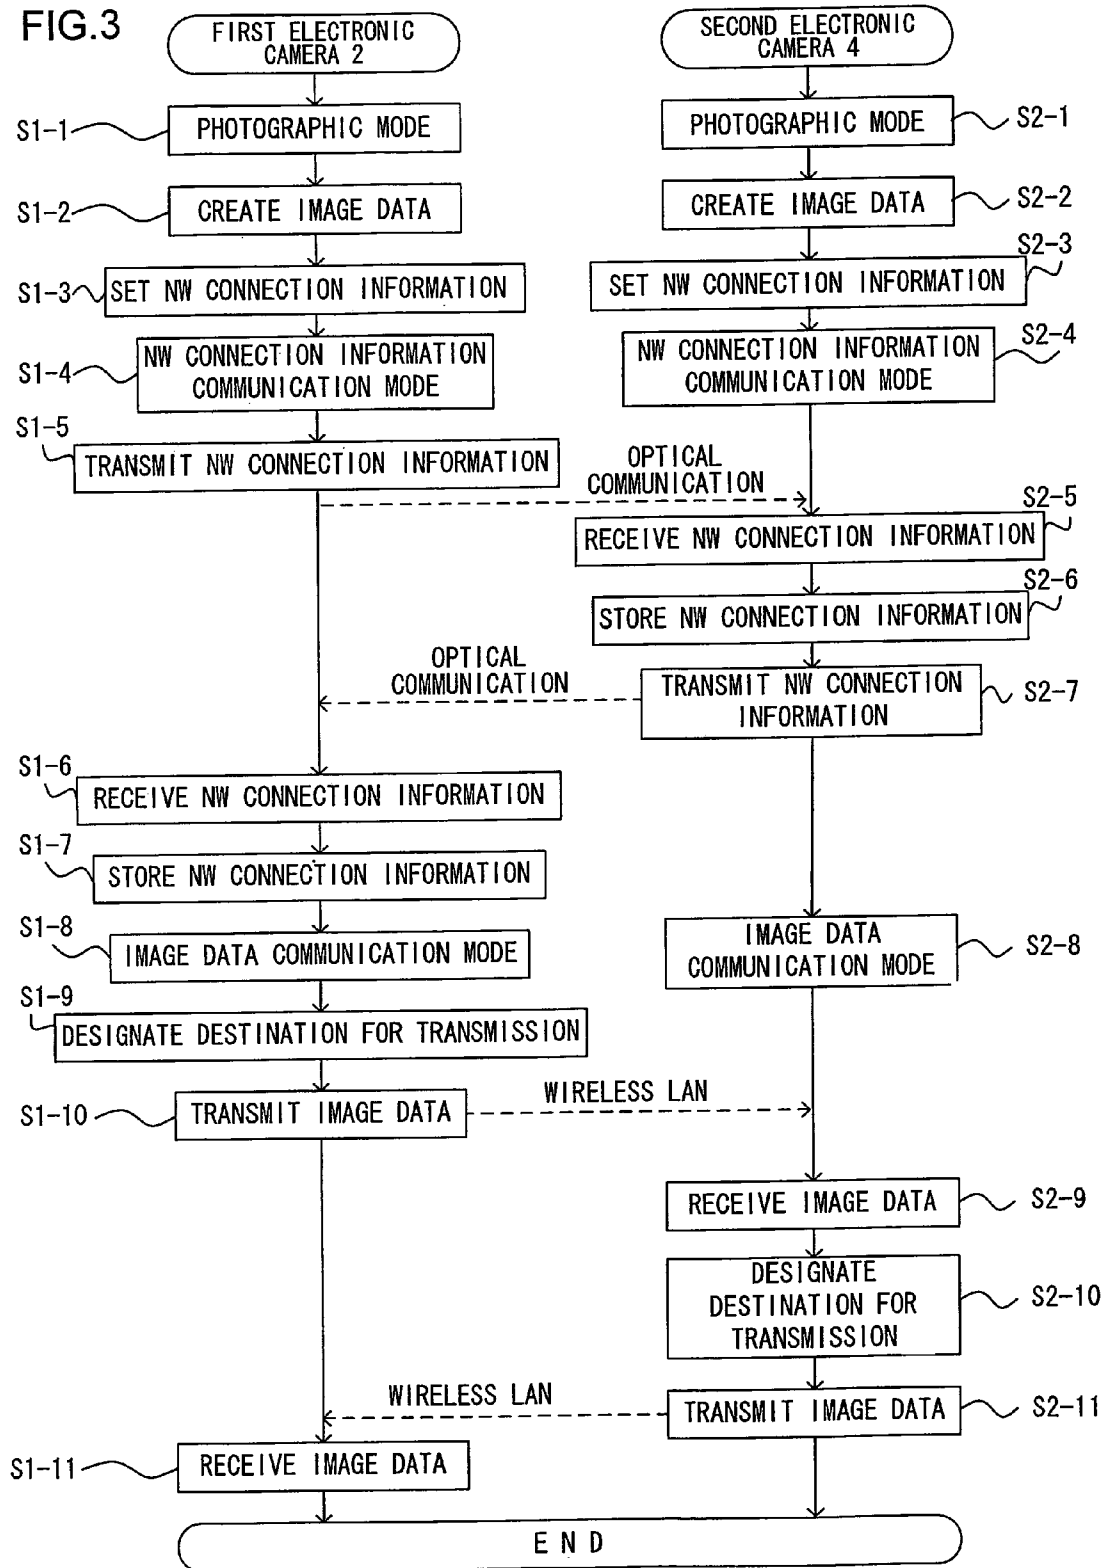 FIG.3
FIRST ELECTRONIC
CAMERA 2
SECOND ELECTRONIC
CAMERA 4
S1-1
PHOTOGRAPHIC MODE
PHOTOGRAPHIC MODE
S2-1
S1-2
CREATE IMAGE DATA
CREATE IMAGE DATA
S2-2
S1-3
SET NW CONNECTION INFORMATION
SET NW CONNECTION INFORMATION
S2-3
S1-4
NW CONNECTION INFORMATION
COMMUNICATION MODE
NW CONNECTION INFORMATION
COMMUNICATION MODE
S2-4
S1-5
TRANSMIT NW CONNECTION INFORMATION
OPTICAL
COMMUNICATION
S2-5
RECEIVE NW CONNECTION INFORMATION
S2-6
STORE NW CONNECTION INFORMATION
OPTICAL
COMMUNICATION
TRANSMIT NW CONNECTION
INFORMATION
S2-7
S1-6
RECEIVE NW CONNECTION INFORMATION
S1-7
STORE NW CONNECTION INFORMATION
S1-8
IMAGE DATA COMMUNICATION MODE
IMAGE DATA
COMMUNICATION MODE
S2-8
S1-9
DESIGNATE DESTINATION FOR TRANSMISSION
S1-10
TRANSMIT IMAGE DATA
WIRELESS LAN
RECEIVE IMAGE DATA
S2-9
DESIGNATE
DESTINATION FOR
TRANSMISSION
S2-10
WIRELESS LAN
TRANSMIT IMAGE DATA
S2-11
S1-11
RECEIVE IMAGE DATA
END